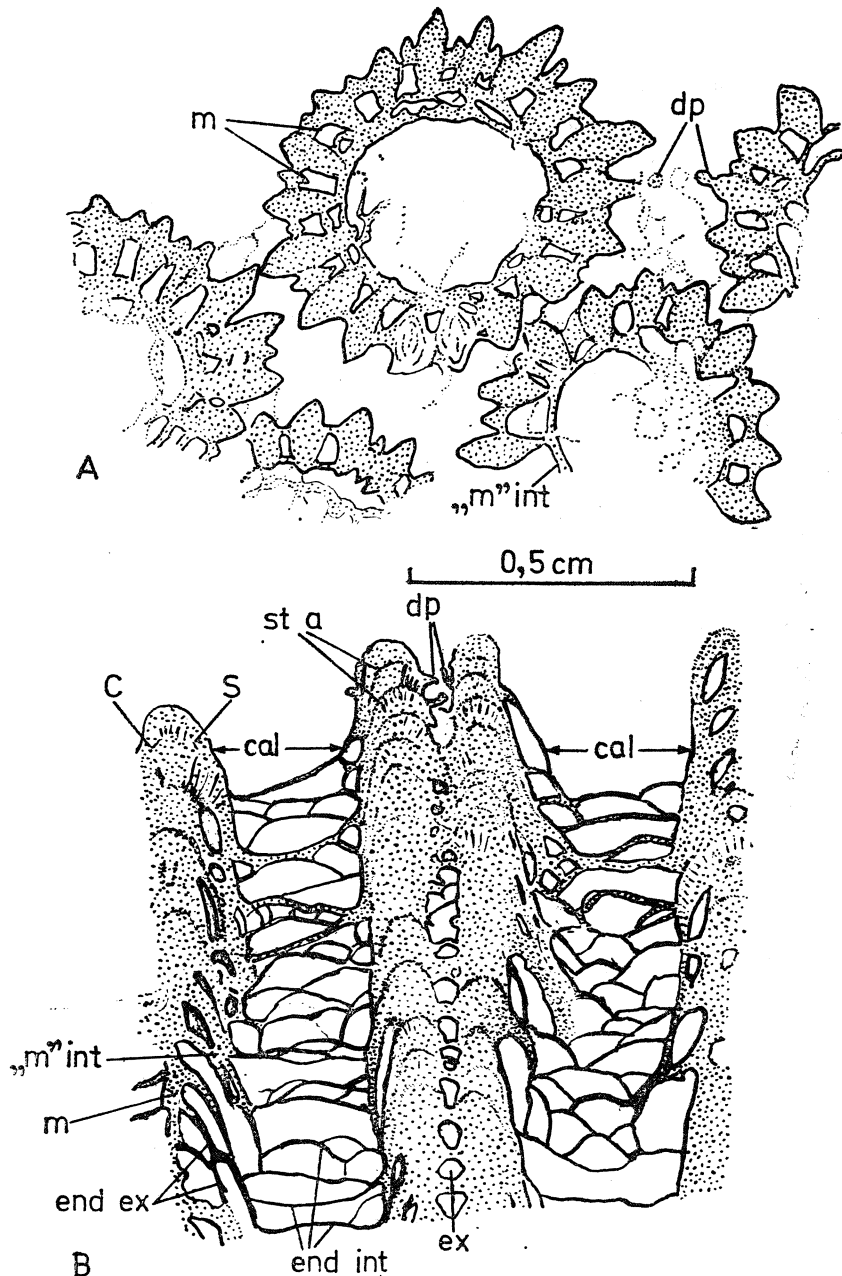 m
dp
A
„m” int
0,5 cm
st a
dp
C
S
cal
cal
„m” int
m
end ex
end int
ex
B